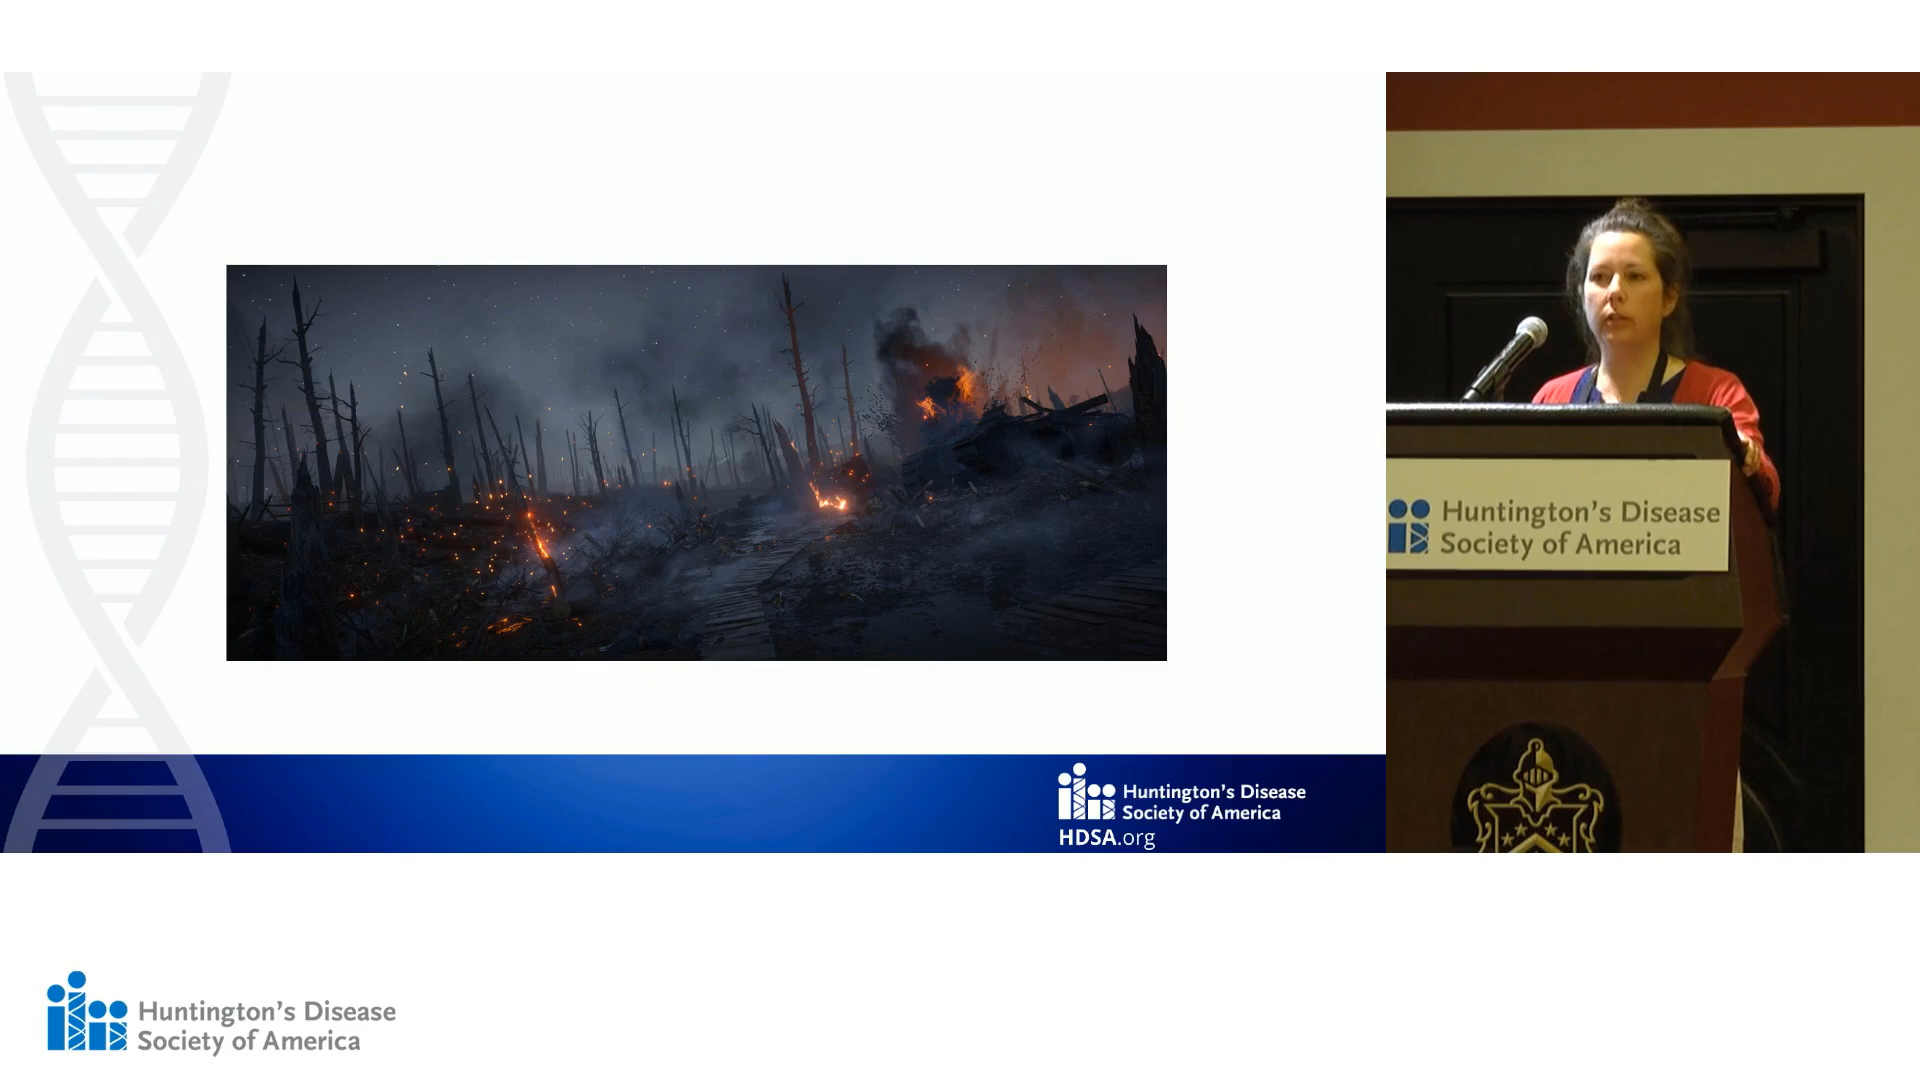 Huntington's Disease
Society of America
Huntington's Disease
Society of America
HDSA.org
Huntington's Disease
Society of America